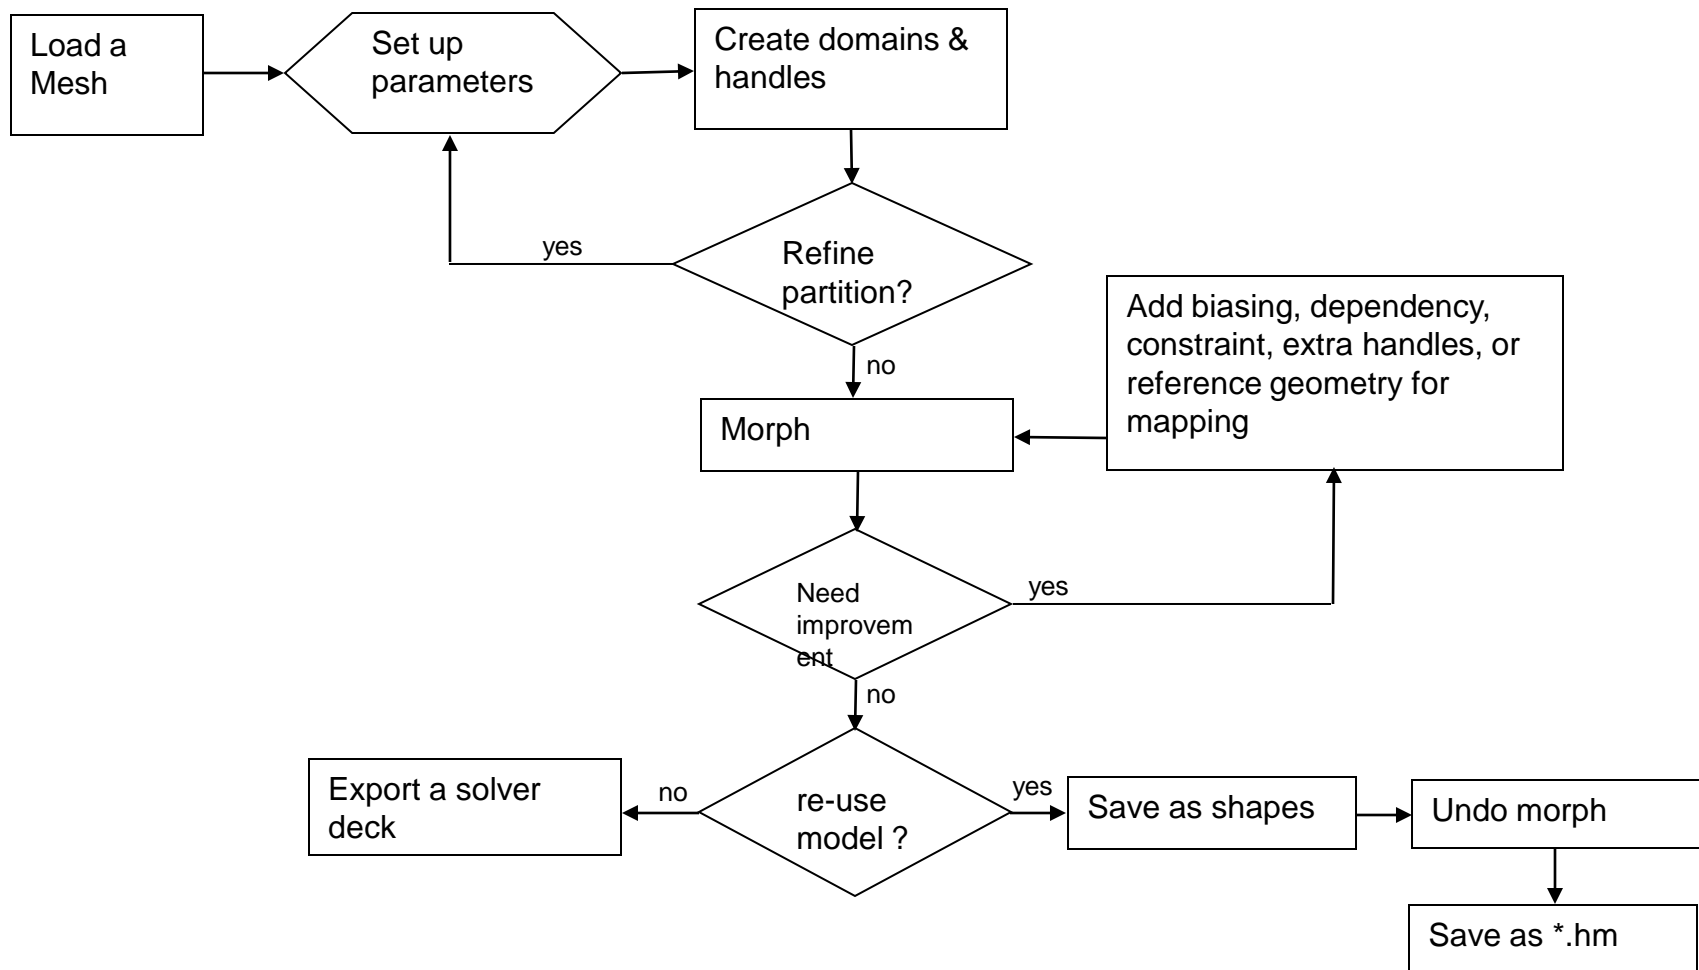 Load a
Mesh
Set up
parameters
Create domains &
handles
yes
Refine
partition?
no
Add biasing, dependency,
constraint, extra handles, or
reference geometry for
mapping
Morph
Need
improvem
ent
yes
no
Export a solver
deck
no
re-use
model ?
yes
Save as shapes
Undo morph
Save as *.hm